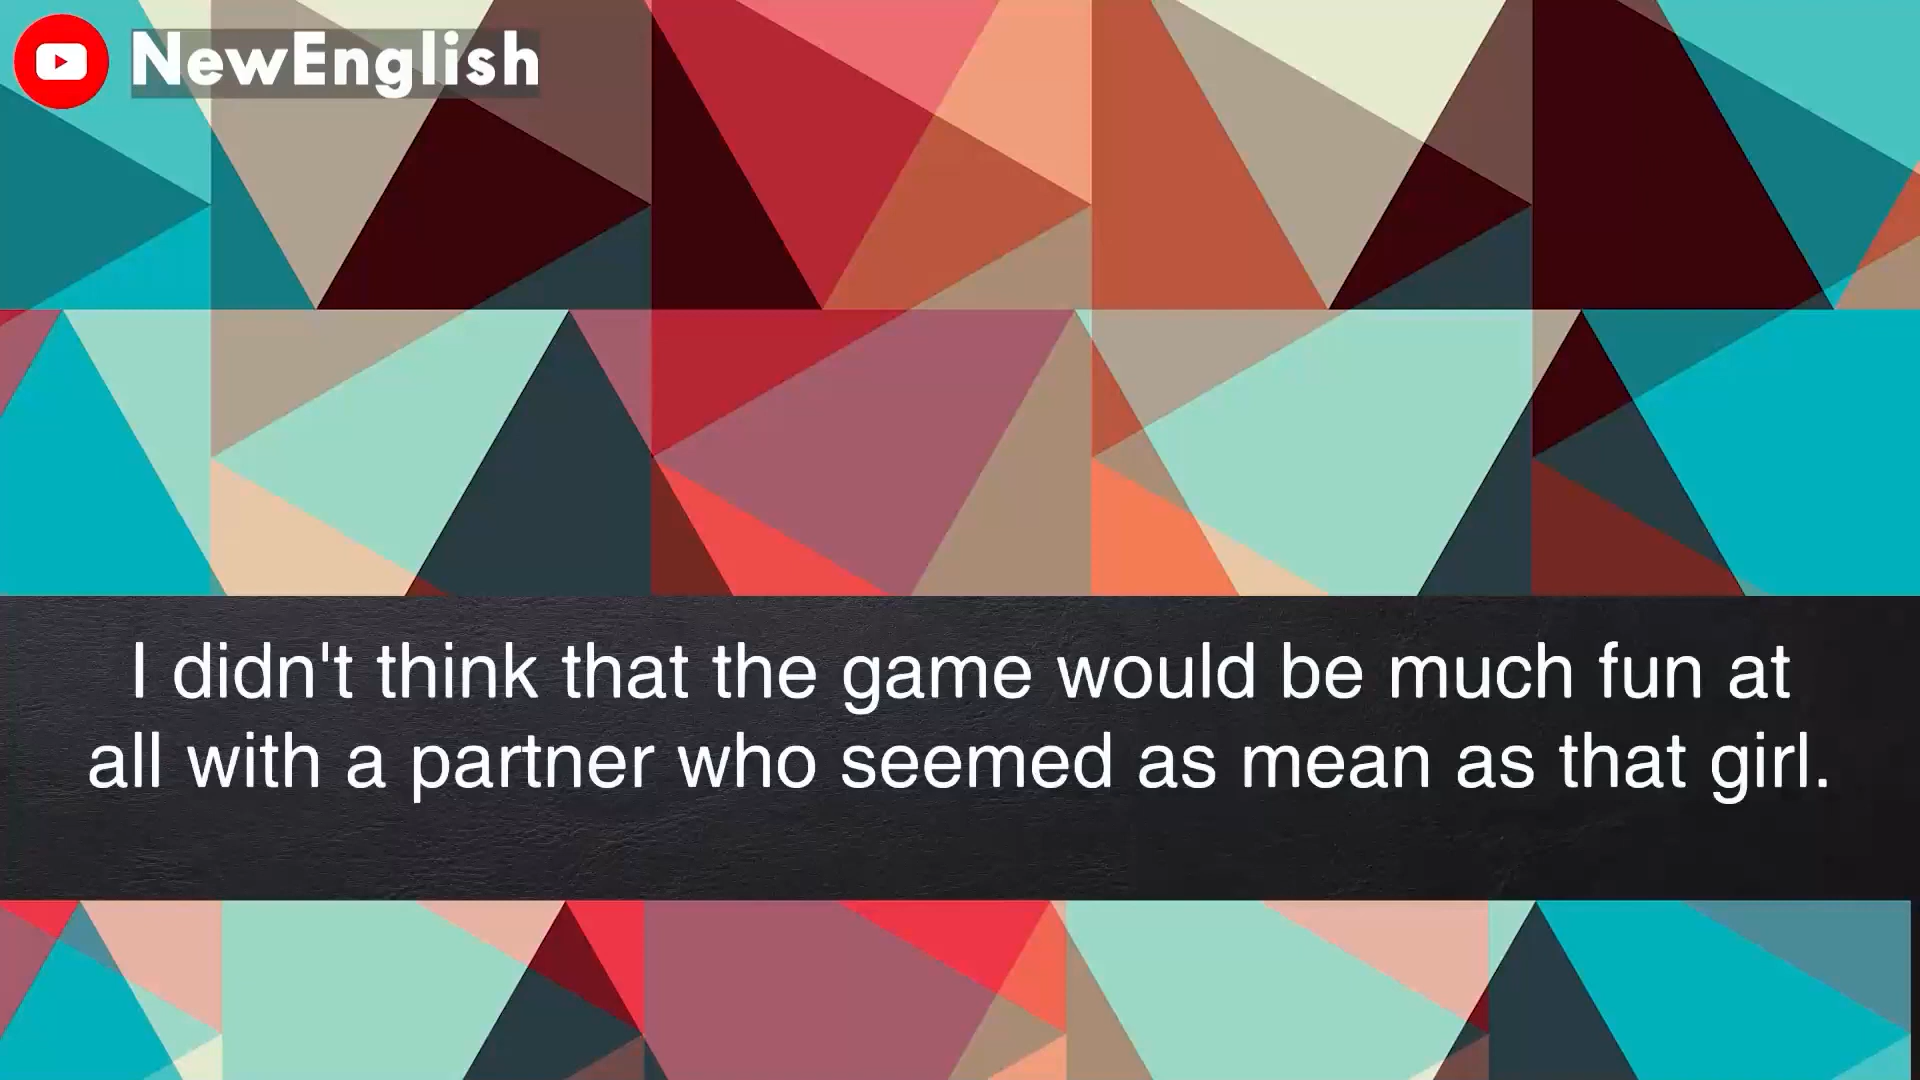 NewEnglish
I didn't think that the game would be much fun at
all with a partner who seemed as mean as that girl.